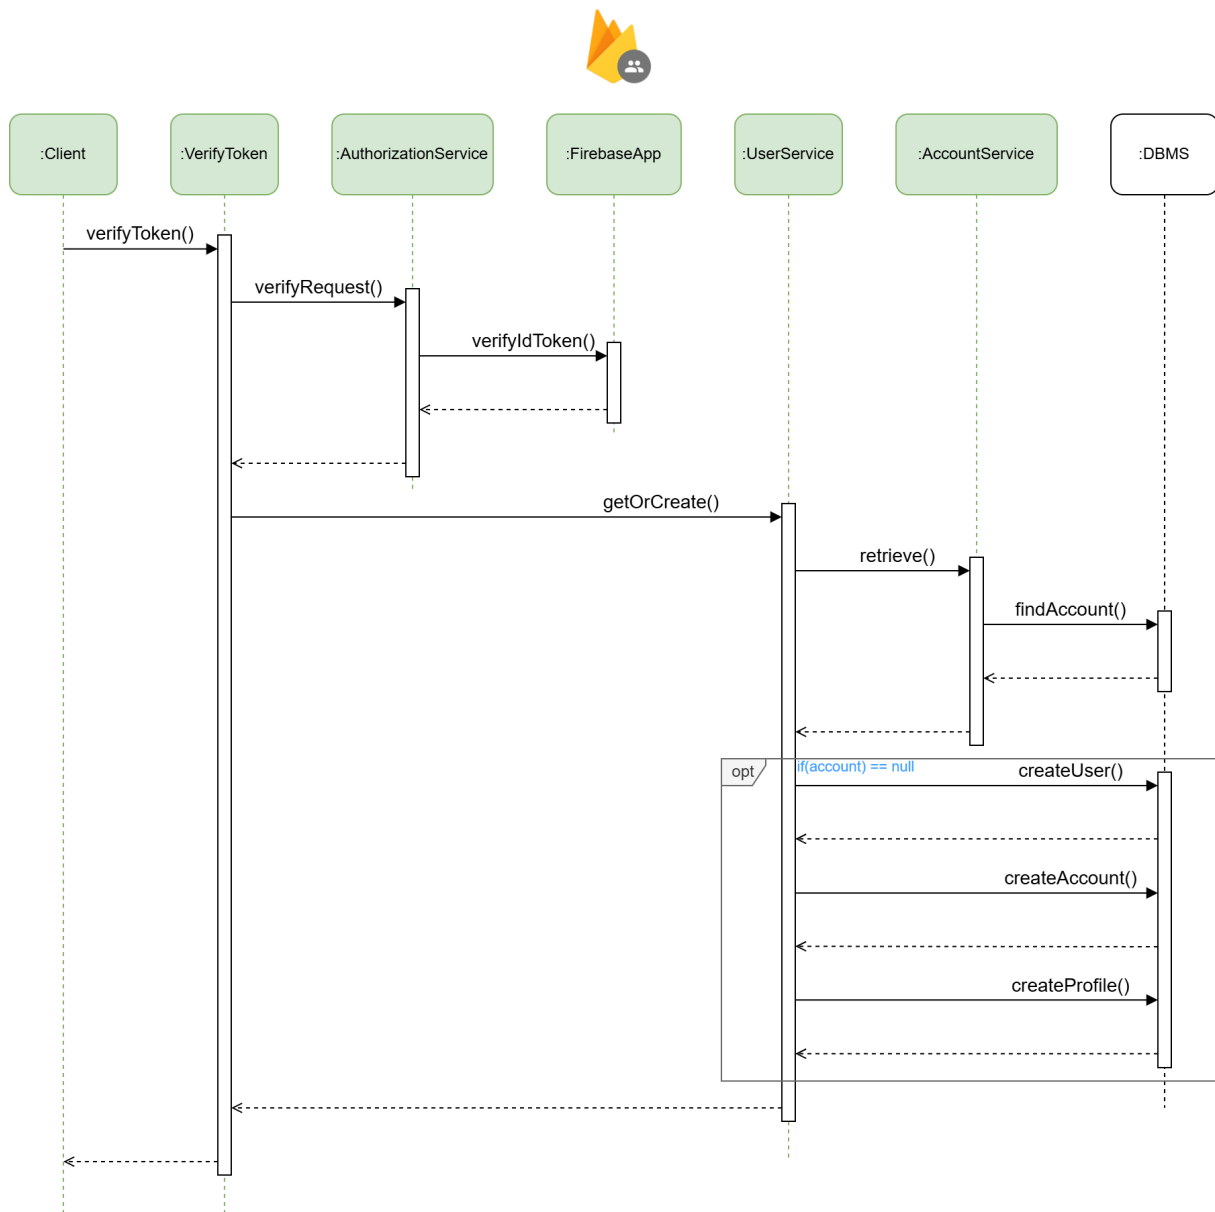 :Client
:VerifyToken
:AuthorizationService
:FirebaseApp
:UserService
:AccountService
:DBMS
verifyToken()
verifyRequest()
verifyIdToken()
getOrCreate()
retrieve()
findAccount()
opt
if(account) == null
createUser()
createAccount()
createProfile()